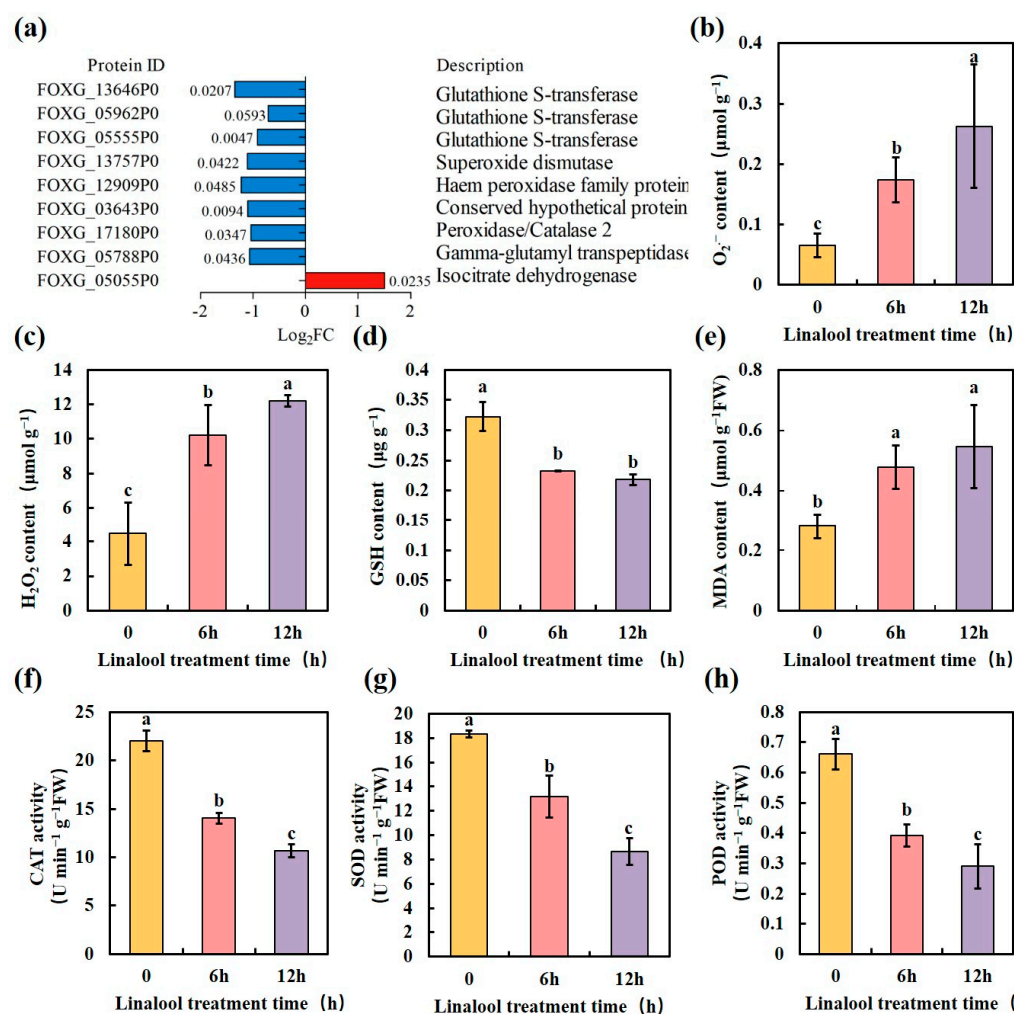 (a)
Protein ID Description
FOXG_13646P0 0.0207 Glutathione S-transferase
FOXG_05962P0 0.0593 Glutathione S-transferase
FOXG_05555P0 0.0047 Glutathione S-transferase
FOXG_13757P0 0.0422 Superoxide dismutase
FOXG_12909P0 0.0485 Haem peroxidase family protein
FOXG_03643P0 0.0094 Conserved hypothetical protein
FOXG_17180P0 0.0347 Peroxidase/Catalase 2
FOXG_05788P0 0.0436 Gamma-glutamyl transpeptidase
FOXG_05055P0 0.0235 Isocitrate dehydrogenase
-2 -1 0 1 2
Log₂FC
(b)
O₂·⁻ content (μmol g⁻¹)
0.4
0.3
0.2
0.1
0
c b a
0 6h 12h
Linalool treatment time (h)
(c)
H₂O₂ content (μmol g⁻¹)
14
12
10
8
6
4
2
0
c b a
0 6h 12h
Linalool treatment time (h)
(d)
GSH content (μg g⁻¹)
0.4
0.35
0.3
0.25
0.2
0.15
0.1
0.05
0
a b b
0 6h 12h
Linalool treatment time (h)
(e)
MDA content (μmol g⁻¹FW)
0.8
0.6
0.4
0.2
0
b a a
0 6h 12h
Linalool treatment time (h)
(f)
CAT activity
(U min⁻¹ g⁻¹FW)
25
20
15
10
5
0
a b c
0 6h 12h
Linalool treatment time (h)
(g)
SOD activity
(U min⁻¹ g⁻¹FW)
20
18
16
14
12
10
8
6
4
2
0
a b c
0 6h 12h
Linalool treatment time (h)
(h)
POD activity
(U min⁻¹ g⁻¹FW)
0.8
0.7
0.6
0.5
0.4
0.3
0.2
0.1
0
a b c
0 6h 12h
Linalool treatment time (h)